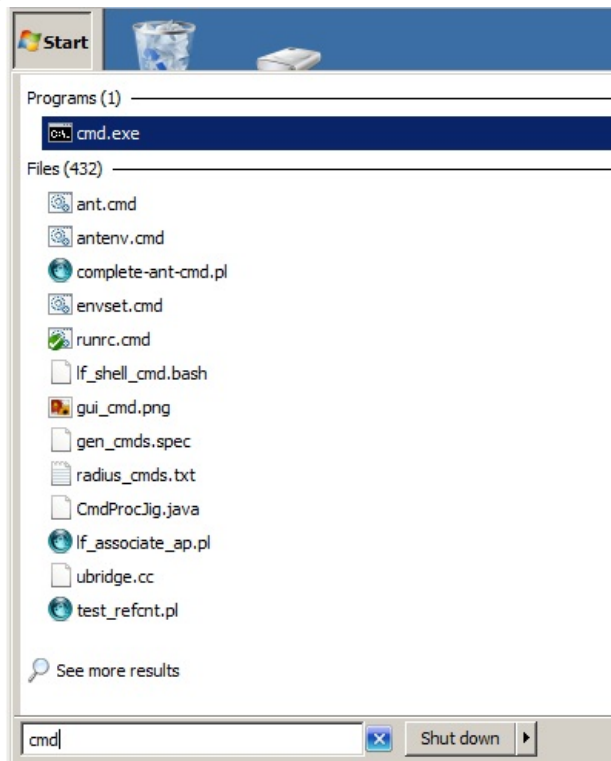 Start
Programs (1)
C:\. cmd.exe
Files (432)
ant.cmd
antenv.cmd
complete-ant-cmd.pl
envset.cmd
runrc.cmd
lf_shell_cmd.bash
gui_cmd.png
gen_cmds.spec
radius_cmds.txt
CmdProcJig.java
lf_associate_ap.pl
ubridge.cc
test_refcnt.pl
See more results
cmd
Shut down